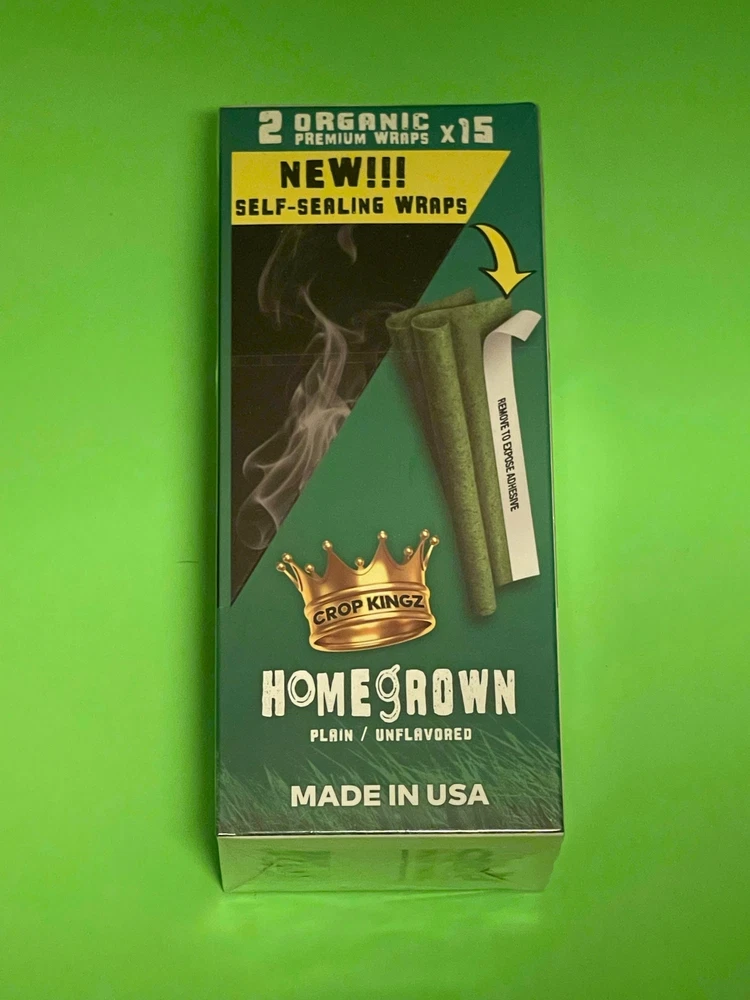 2 ORGANIC
PREMIUM WRAPS x15
NEW!!!
SELF-SEALING WRAPS
REMOVE TO EXPOSE ADHESIVE
CROP KINGZ
HOMEgROWN
PLAIN / UNFLAVORED
MADE IN USA